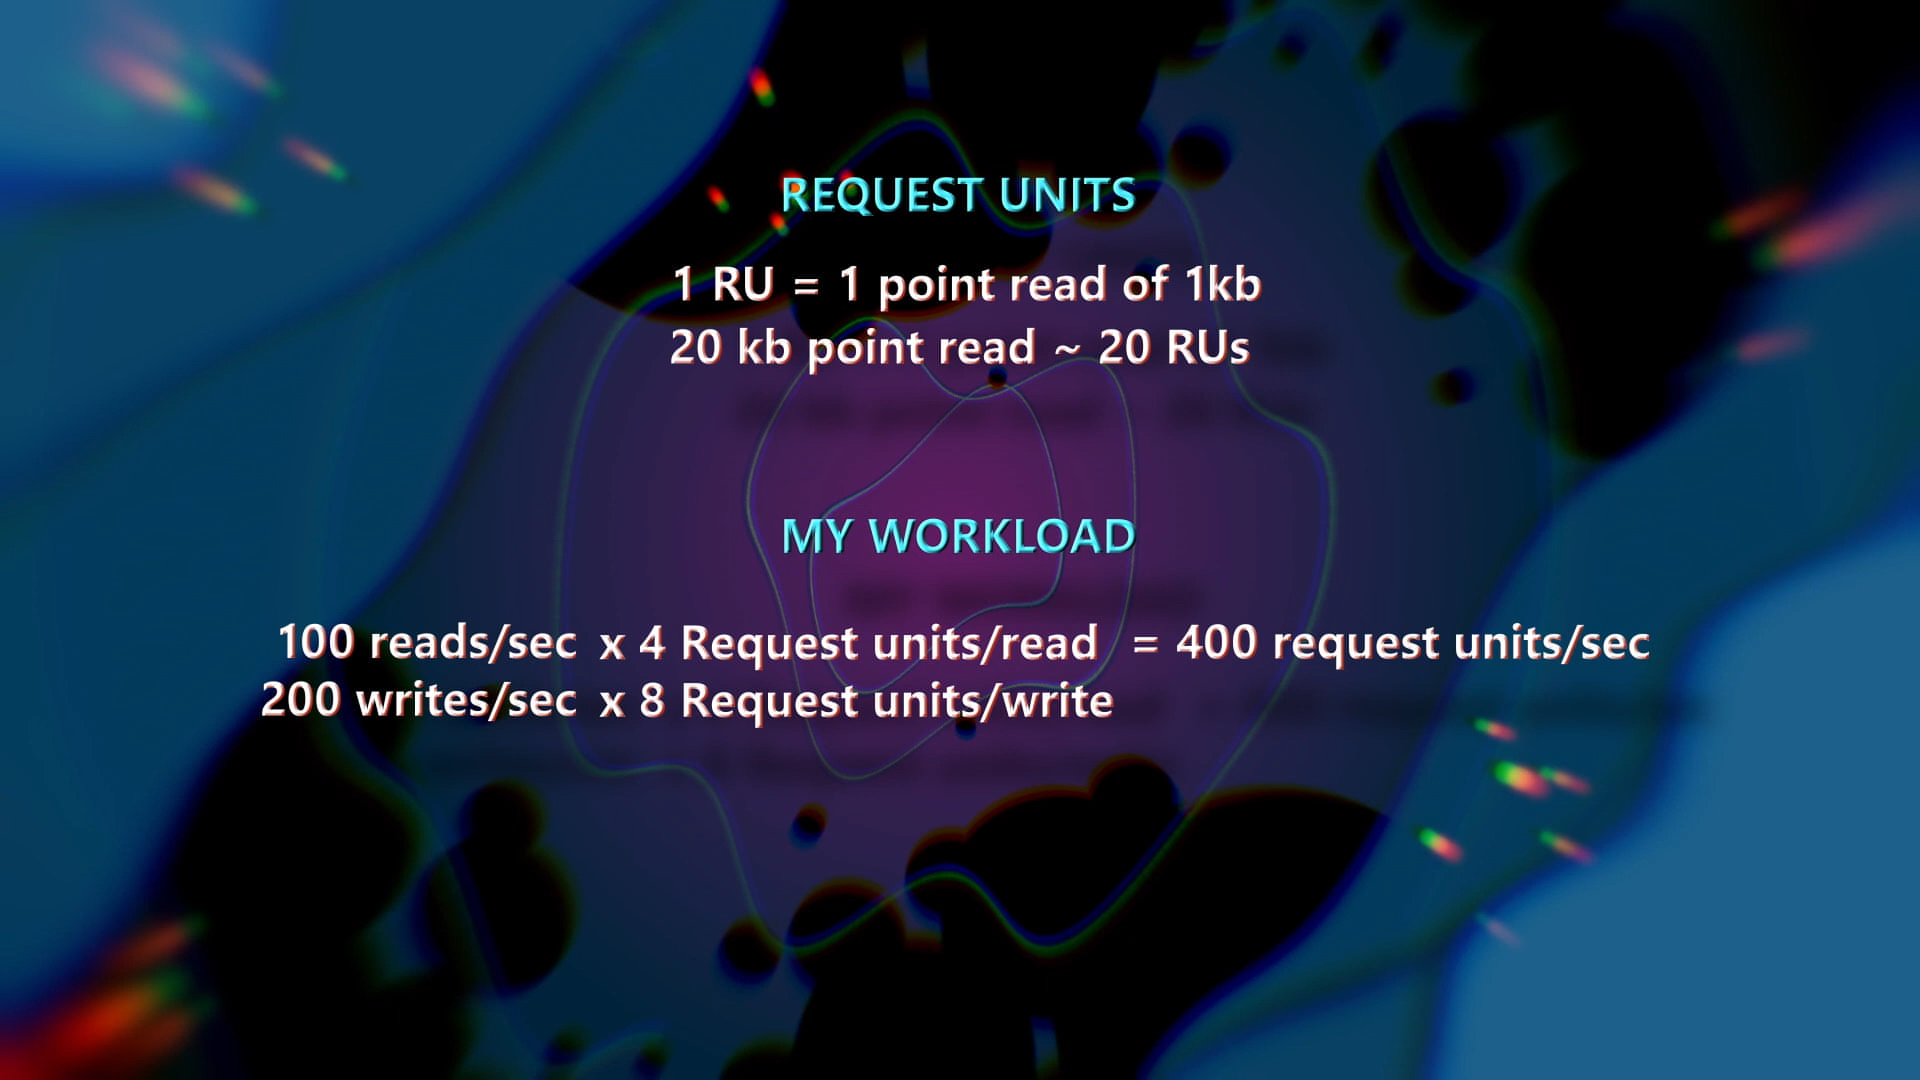 REQUEST UNITS
1 RU = 1 point read of 1kb
20 kb point read ~ 20 RUs
MY WORKLOAD
100 reads/sec x 4 Request units/read = 400 request units/sec
200 writes/sec x 8 Request units/write